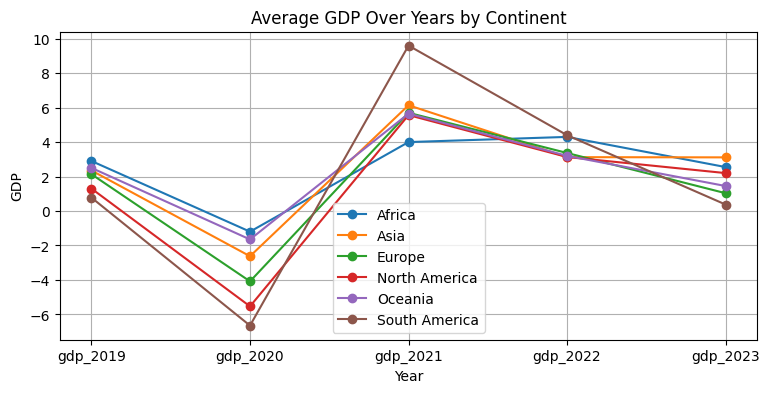 Average GDP Over Years by Continent
GDP
10
8
6
4
2
0
−2
−4
−6
Africa
Asia
Europe
North America
Oceania
South America
gdp_2019 gdp_2020 gdp_2021 gdp_2022 gdp_2023
Year